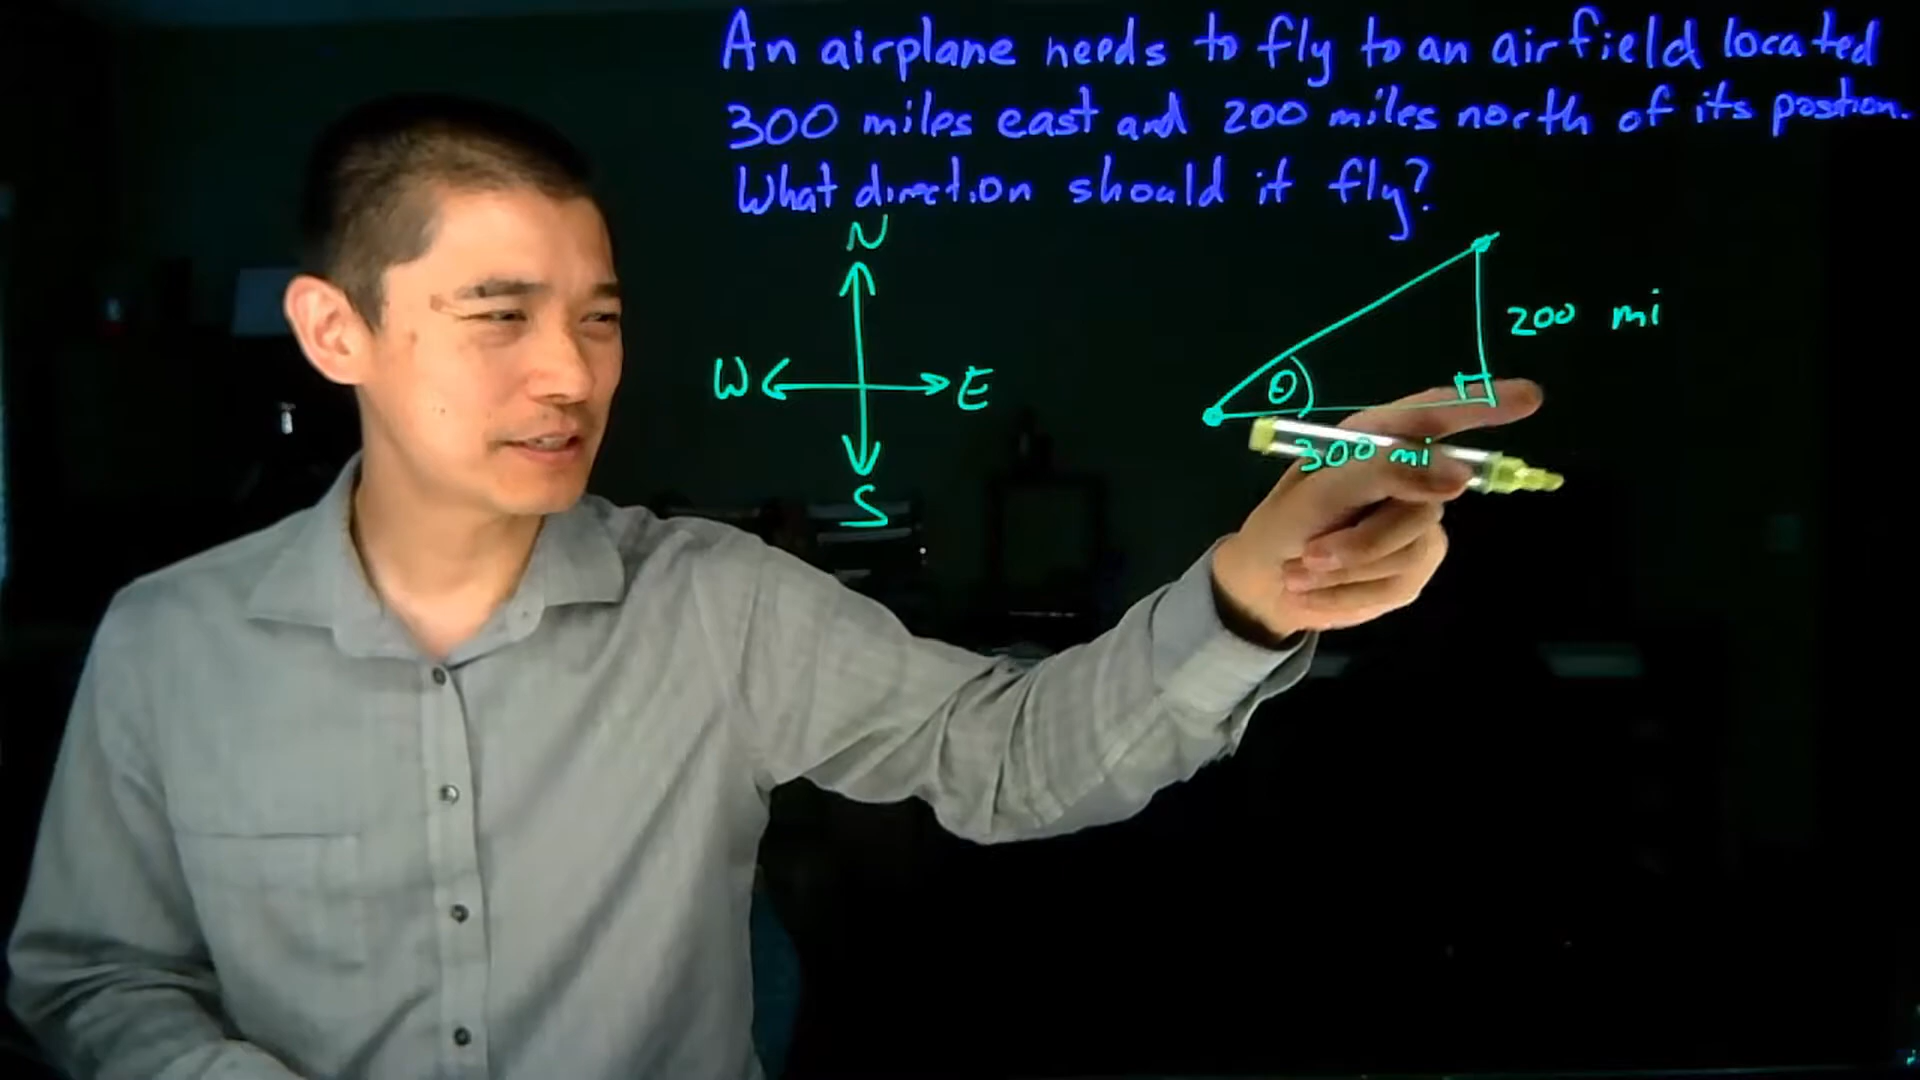 An airplane needs to fly to an airfield located
300 miles east and 200 miles north of its position.
What direction should it fly?
N
W E
S
θ
200 mi
300 mi